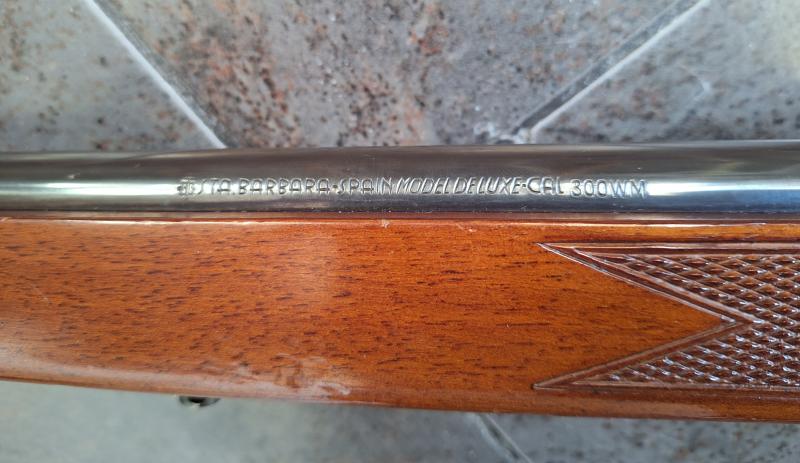 STA. BARBARA·SPAIN MODEL DELUXE·CAL 300WM